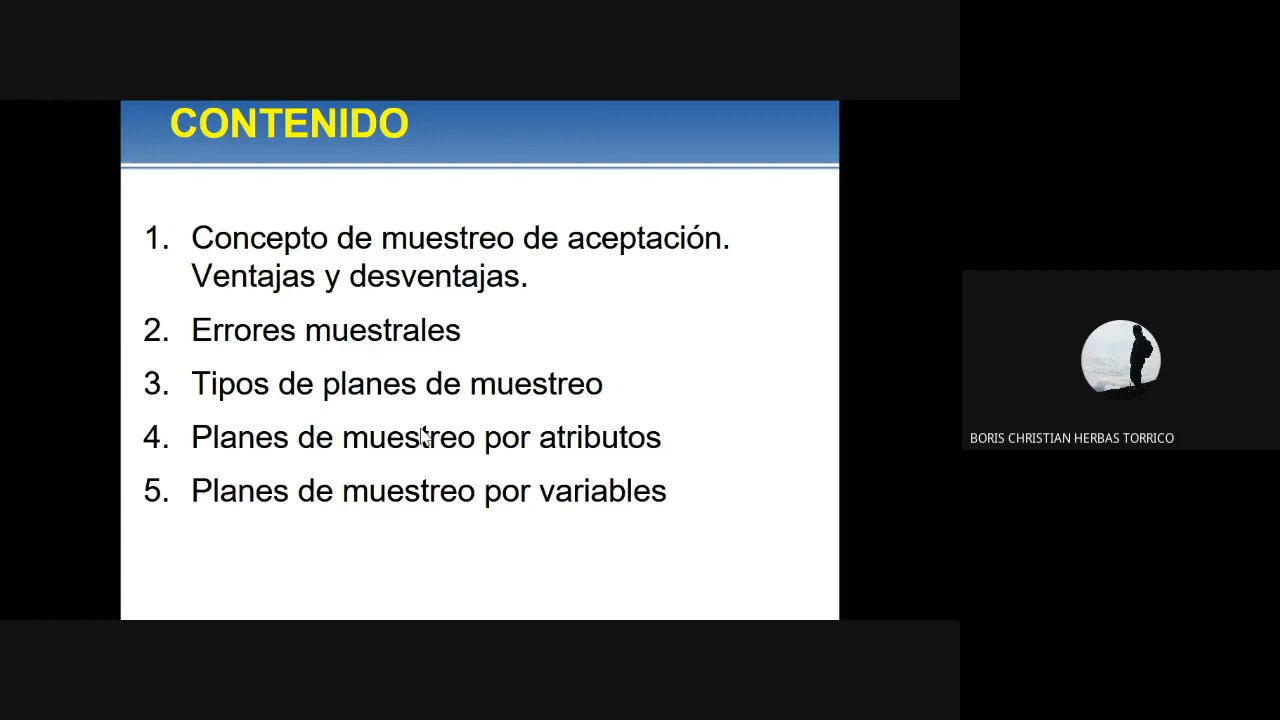 CONTENIDO
1. Concepto de muestreo de aceptación.
Ventajas y desventajas.
2. Errores muestrales
3. Tipos de planes de muestreo
4. Planes de muestreo por atributos
5. Planes de muestreo por variables
BORIS CHRISTIAN HERBAS TORRICO